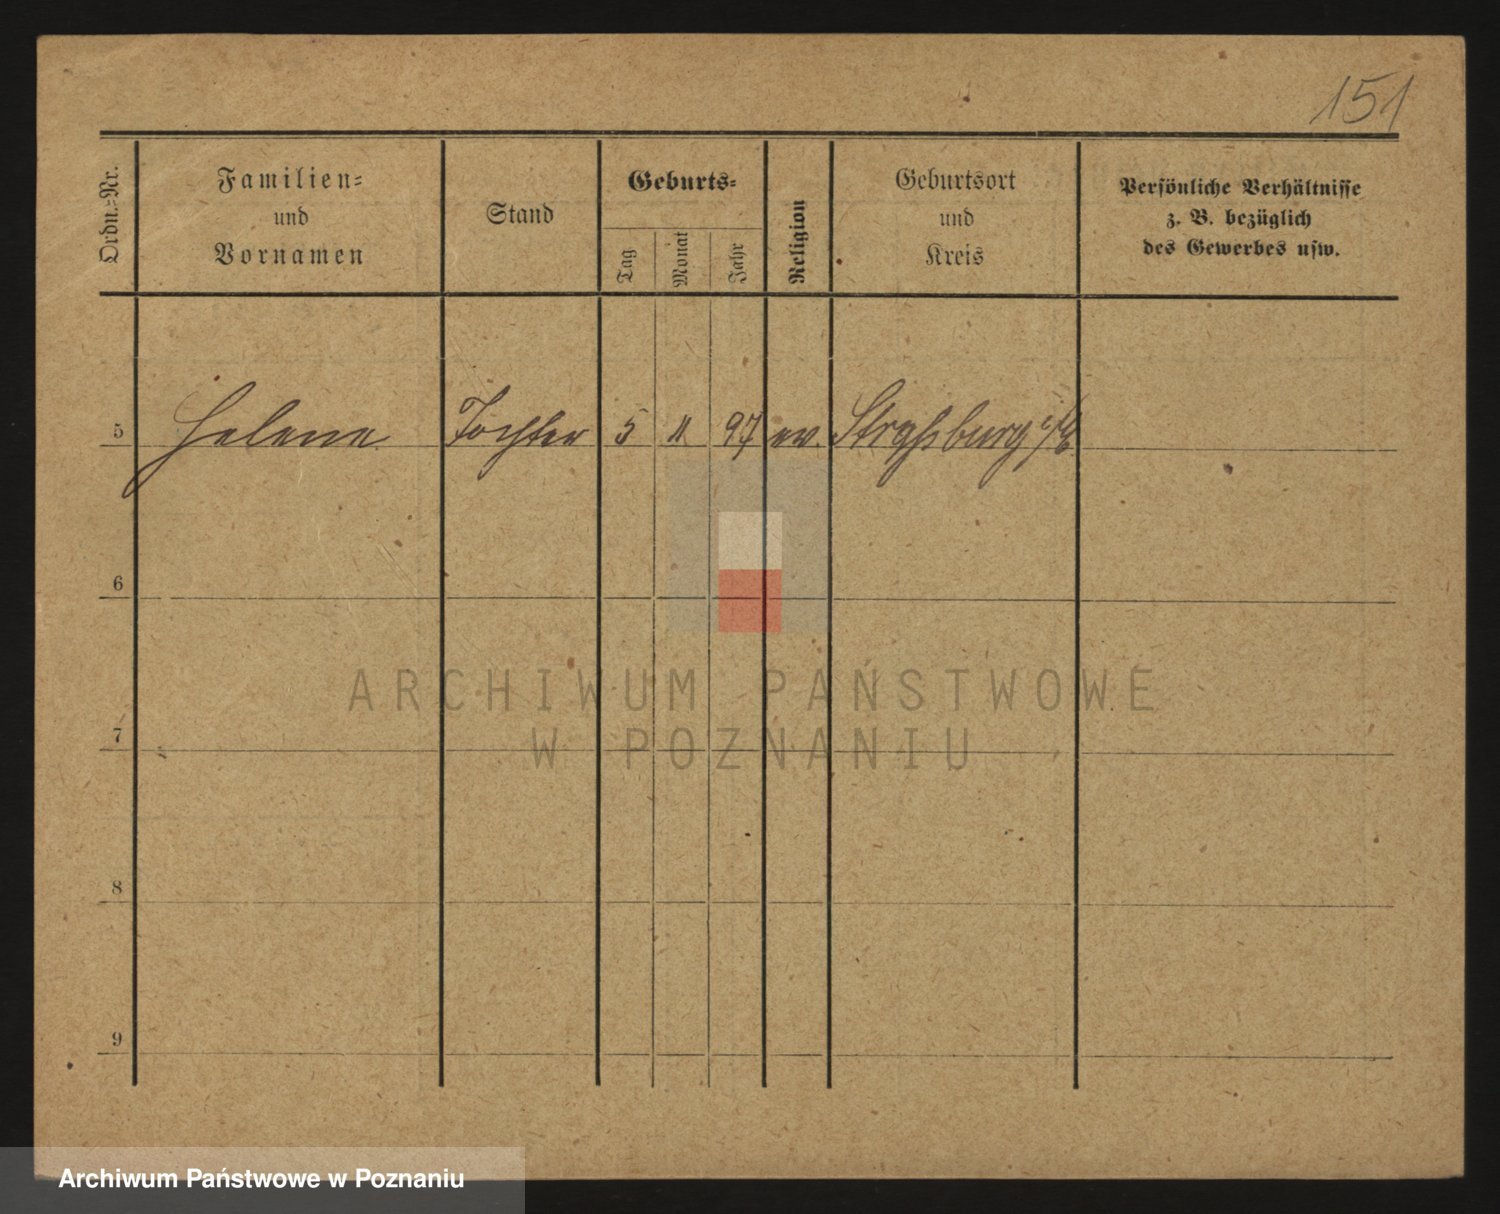 151
Ordn.-Nr.
Familien-
und
Vornamen
Stand
Geburts-
Tag
Monat
Jahr
Religion
Geburtsort
und
Kreis
Persönliche Verhältnisse
z. B. bezüglich
des Gewerbes usw.
5 Helene Tochter 5 11 97 ev. Straßburg i/E
6
7
8
9
ARCHIWUM PAŃSTWOWE
W POZNANIU
Archiwum Państwowe w Poznaniu